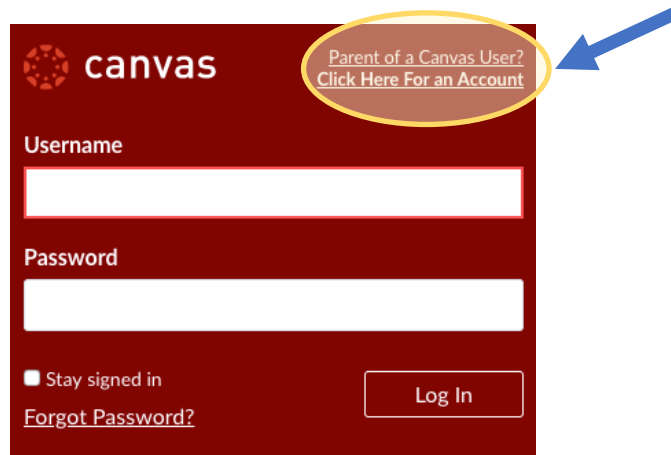 canvas
Parent of a Canvas User?
Click Here For an Account
Username
Password
Stay signed in
Forgot Password?
Log In